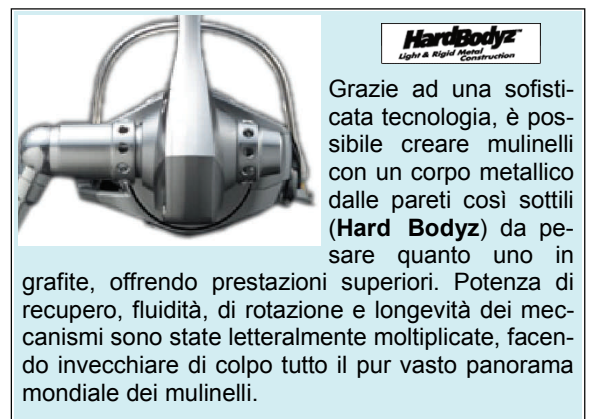 HardBodyz
Light & Rigid Metal
Construction
Grazie ad una sofisti-
cata tecnologia, è pos-
sibile creare mulinelli
con un corpo metallico
dalle pareti così sottili
(Hard Bodyz) da pe-
sare quanto uno in
grafite, offrendo prestazioni superiori. Potenza di
recupero, fluidità, di rotazione e longevità dei mec-
canismi sono state letteralmente moltiplicate, facen-
do invecchiare di colpo tutto il pur vasto panorama
mondiale dei mulinelli.